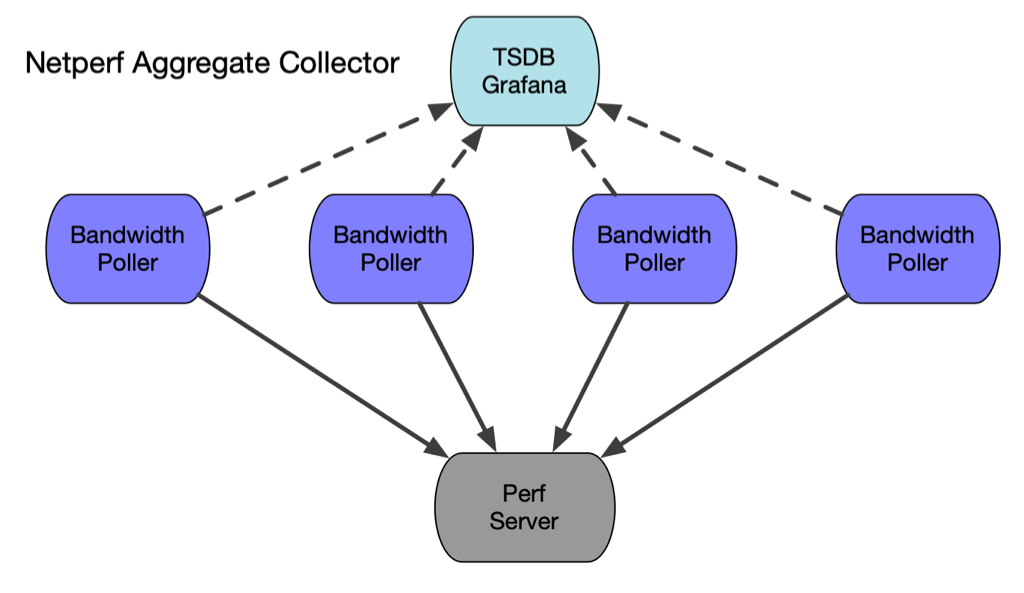 Netperf Aggregate Collector
TSDB
Grafana
Bandwidth
Poller
Bandwidth
Poller
Bandwidth
Poller
Bandwidth
Poller
Perf
Server